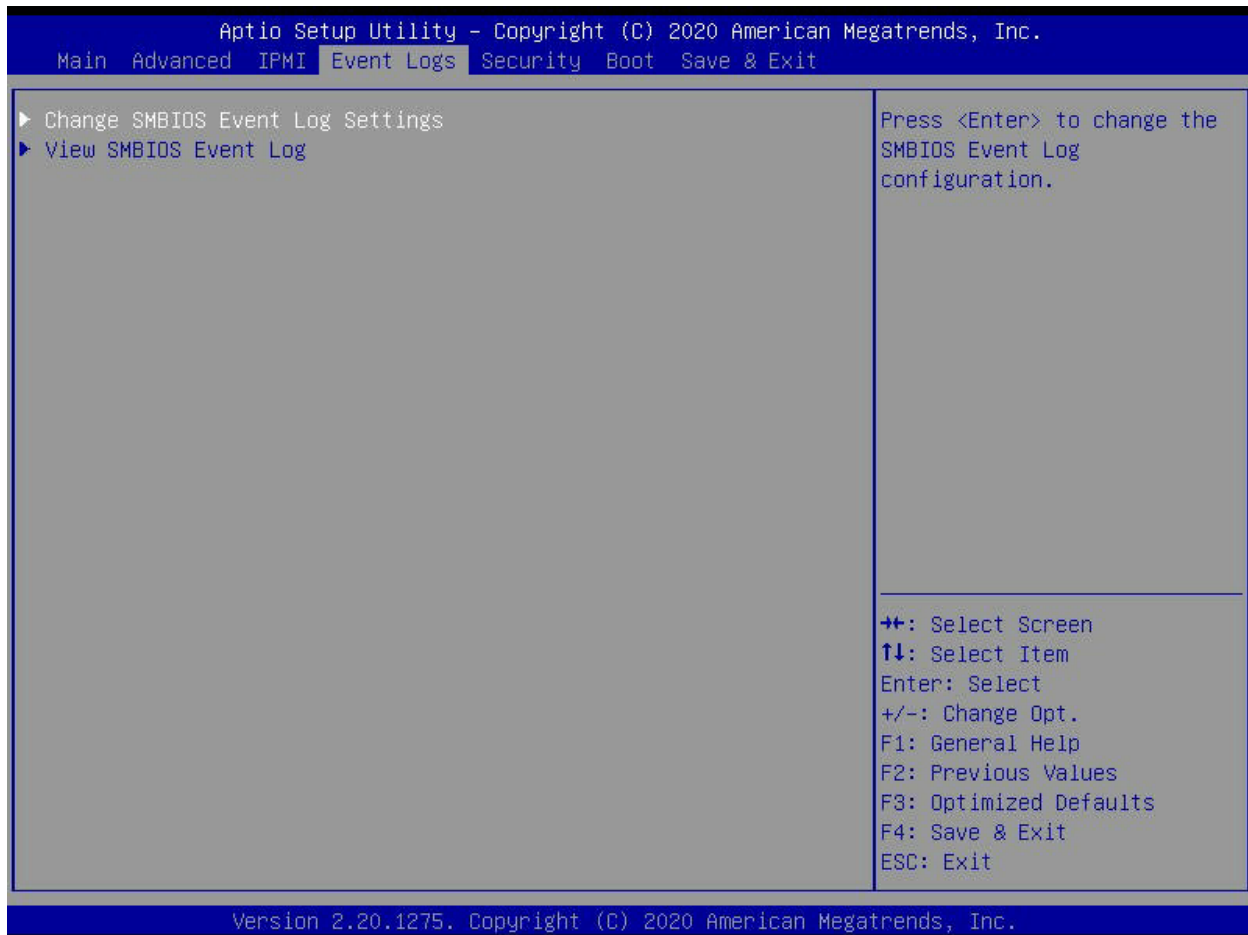 Aptio Setup Utility – Copyright (C) 2020 American Megatrends, Inc.
Main Advanced IPMI Event Logs Security Boot Save & Exit
▶ Change SMBIOS Event Log Settings
▶ View SMBIOS Event Log
Press <Enter> to change the
SMBIOS Event Log
configuration.
→←: Select Screen
↑↓: Select Item
Enter: Select
+/-: Change Opt.
F1: General Help
F2: Previous Values
F3: Optimized Defaults
F4: Save & Exit
ESC: Exit
Version 2.20.1275. Copyright (C) 2020 American Megatrends, Inc.